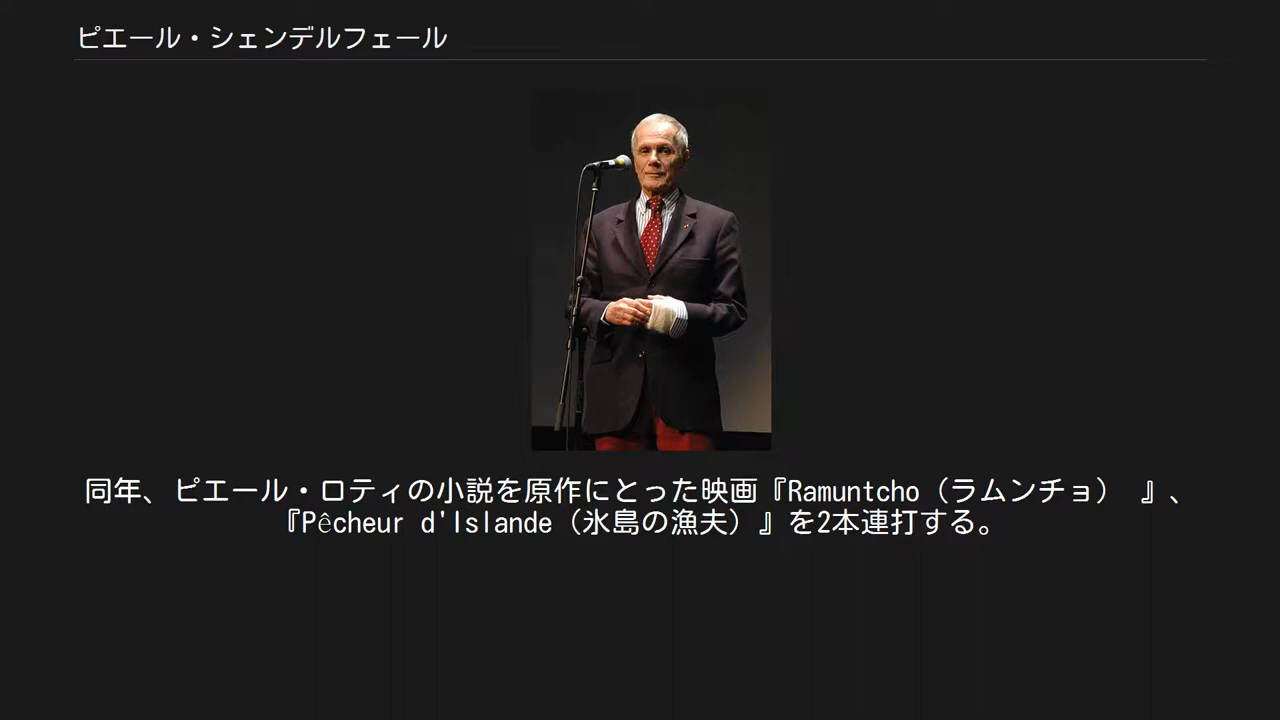 ピエール・シェンデルフェール
同年、ピエール・ロティの小説を原作にとった映画『Ramuntcho（ラムンチョ） 』、
『Pêcheur d'Islande（氷島の漁夫）』を2本連打する。